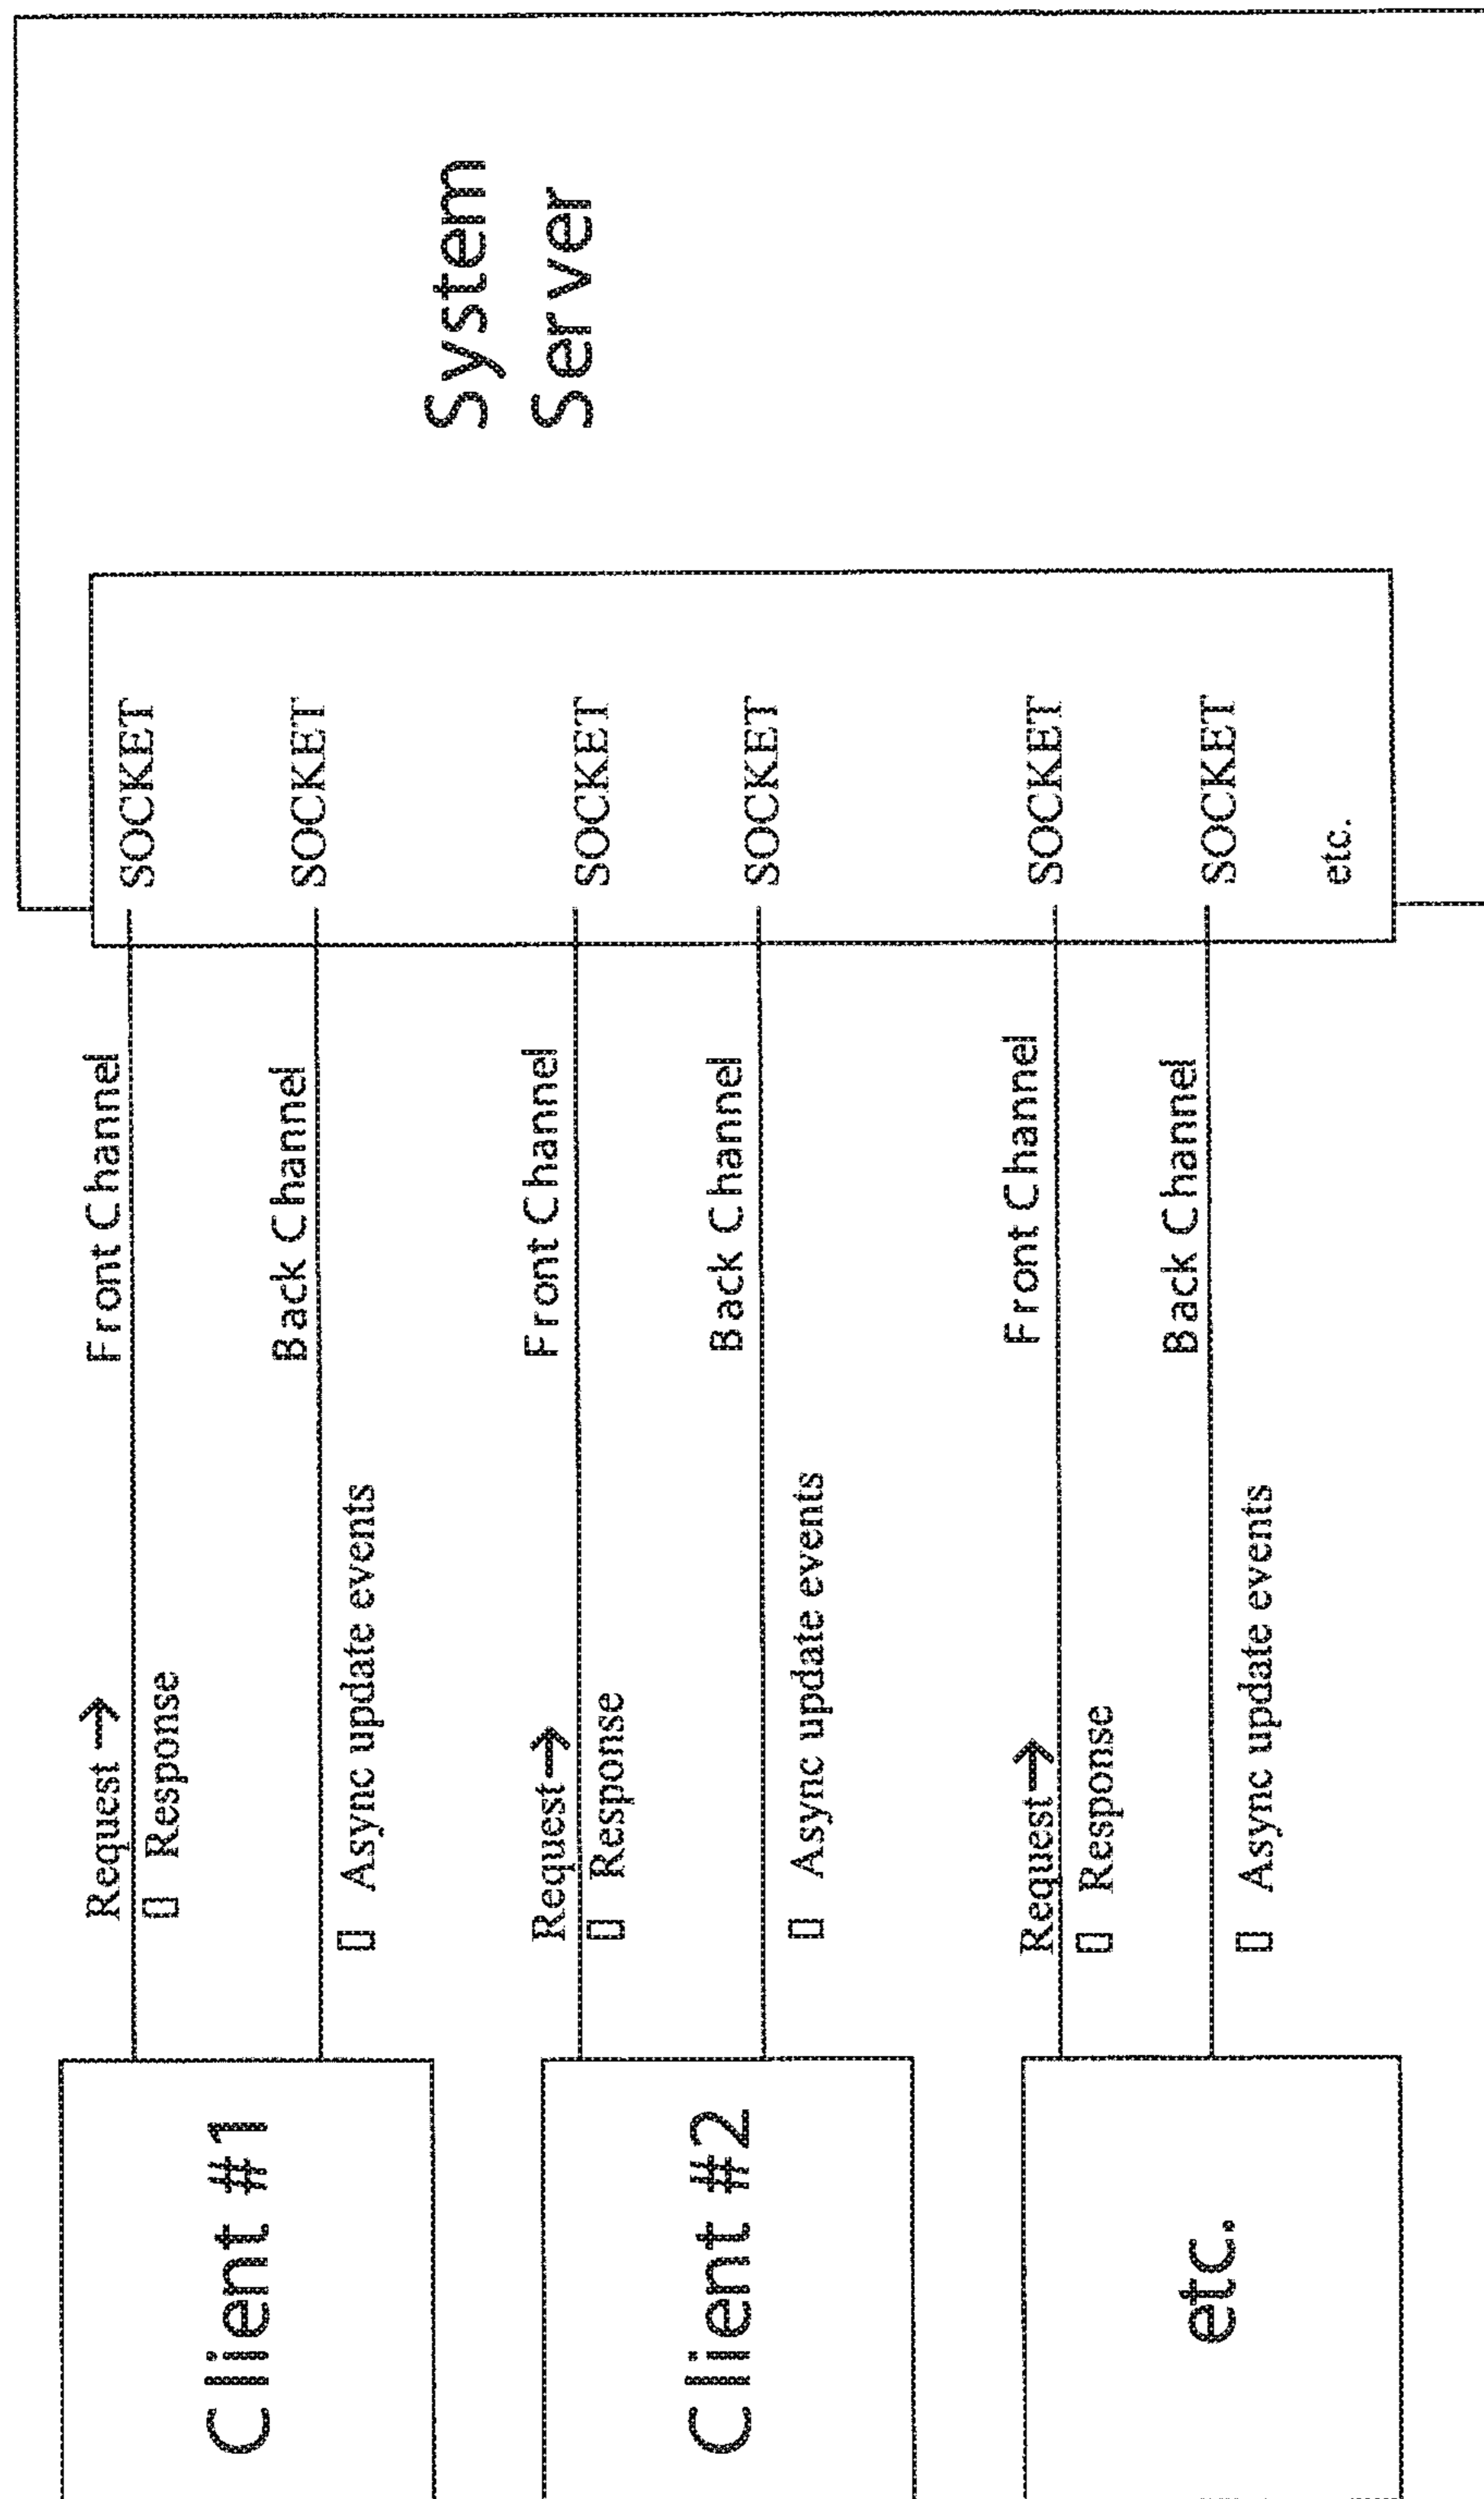 Client #1
Request →
▯ Response
Front Channel
SOCKET
▯ Async update events
Back Channel
SOCKET
Client #2
Request→
▯ Response
Front Channel
SOCKET
▯ Async update events
Back Channel
SOCKET
etc.
Request→
▯ Response
Front Channel
SOCKET
▯ Async update events
Back Channel
SOCKET
etc.
System
Server